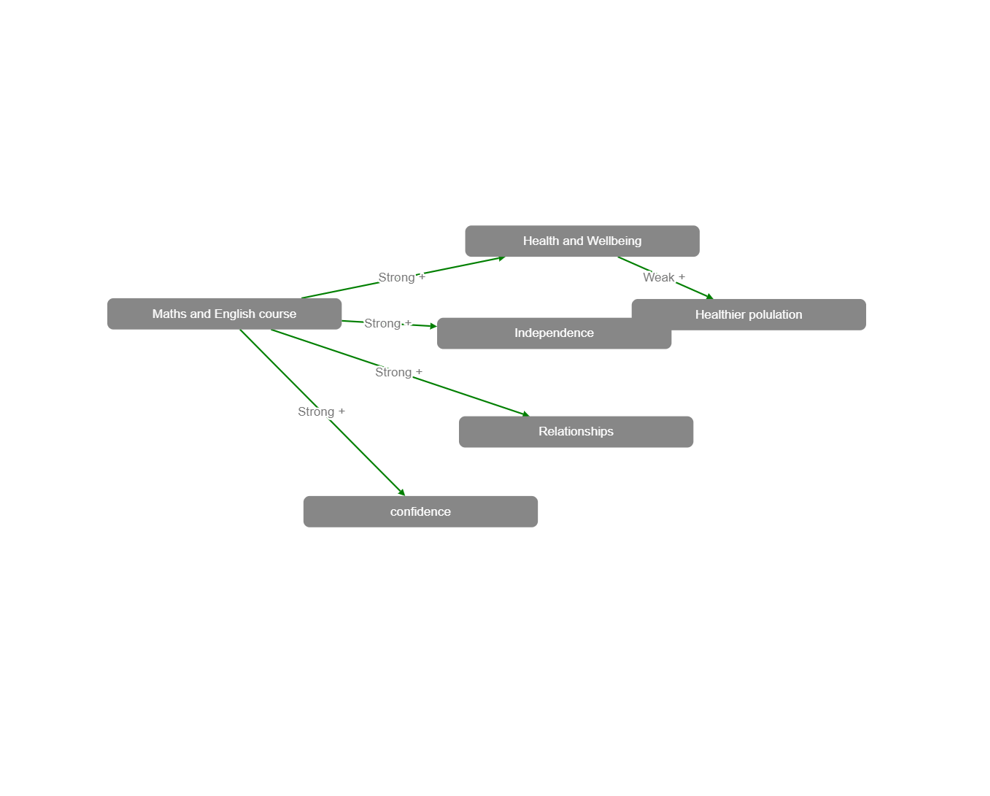 Health and Wellbeing
Strong +
Weak +
Maths and English course
Healthier polulation
Strong +
Independence
Strong +
Strong +
Relationships
confidence